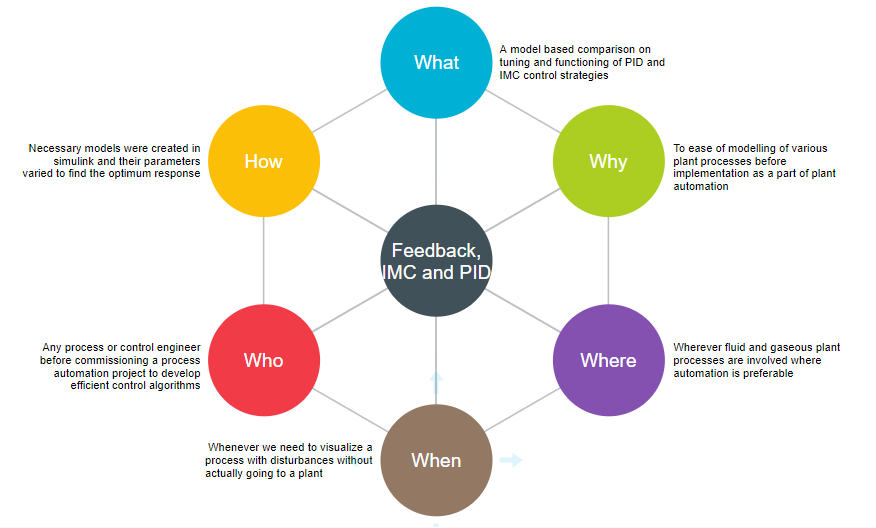 What
A model based comparison on
tuning and functioning of PID and
IMC control strategies
How
Necessary models were created in
simulink and their parameters
varied to find the optimum response
Why
To ease of modelling of various
plant processes before
implementation as a part of plant
automation
Feedback,
IMC and PID
Who
Any process or control engineer
before commissioning a process
automation project to develop
efficient control algorithms
Where
Wherever fluid and gaseous plant
processes are involved where
automation is preferable
When
Whenever we need to visualize a
process with disturbances without
actually going to a plant